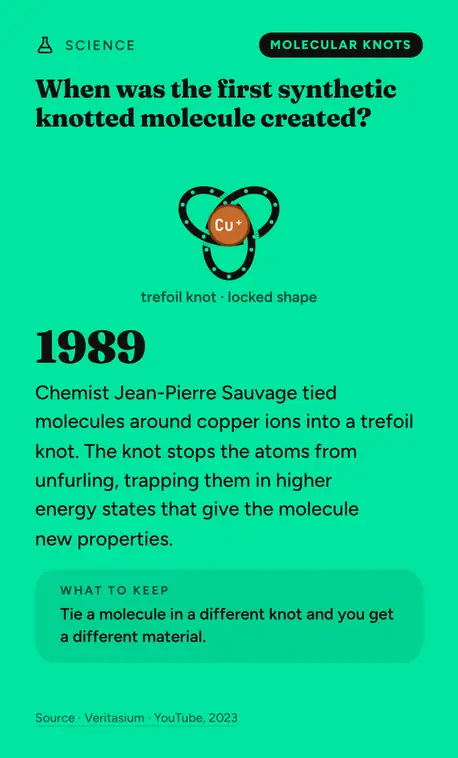 SCIENCE
MOLECULAR KNOTS
When was the first synthetic
knotted molecule created?
Cu⁺
trefoil knot · locked shape
1989
Chemist Jean-Pierre Sauvage tied
molecules around copper ions into a trefoil
knot. The knot stops the atoms from
unfurling, trapping them in higher
energy states that give the molecule
new properties.
WHAT TO KEEP
Tie a molecule in a different knot and you get
a different material.
Source · Veritasium · YouTube, 2023